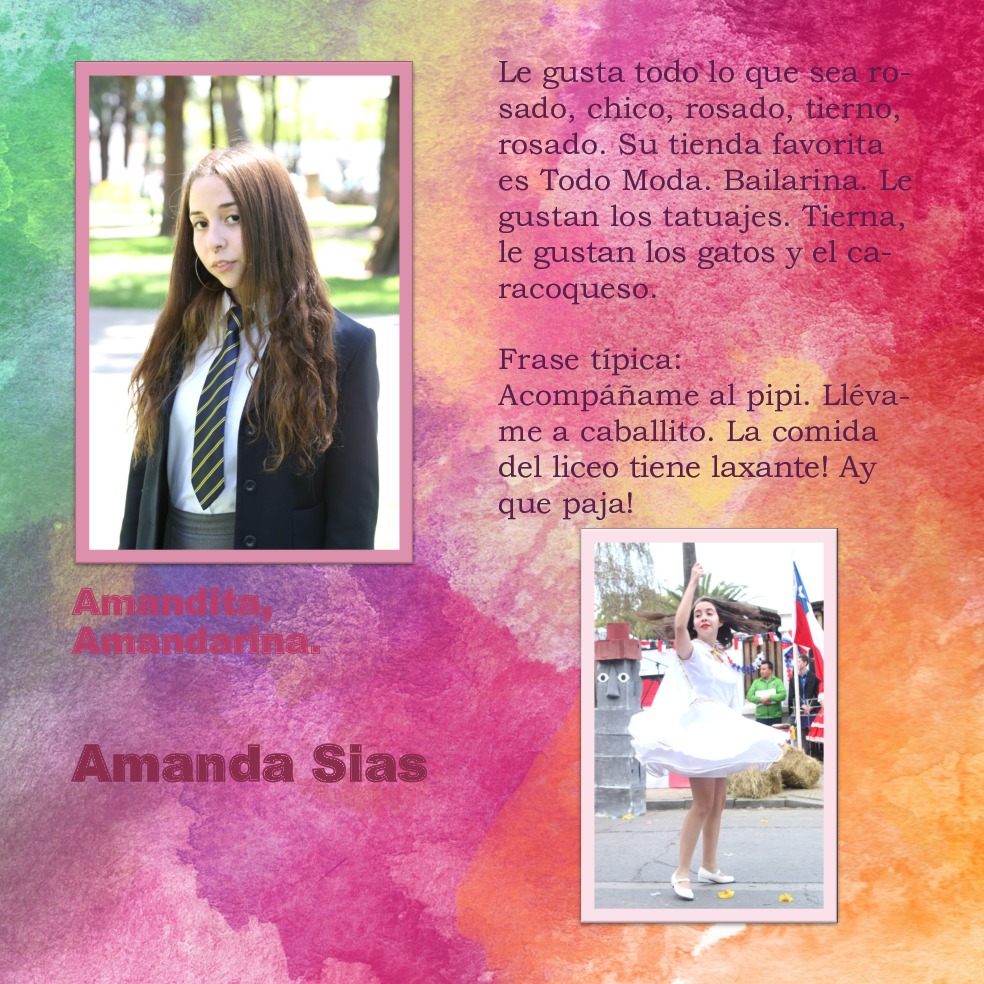 Le gusta todo lo que sea ro-
sado, chico, rosado, tierno,
rosado. Su tienda favorita
es Todo Moda. Bailarina. Le
gustan los tatuajes. Tierna,
le gustan los gatos y el ca-
racoqueso.
Frase típica:
Acompáñame al pipi. Lléva-
me a caballito. La comida
del liceo tiene laxante! Ay
que paja!
Amandita,
Amandarina.
Amanda Sias